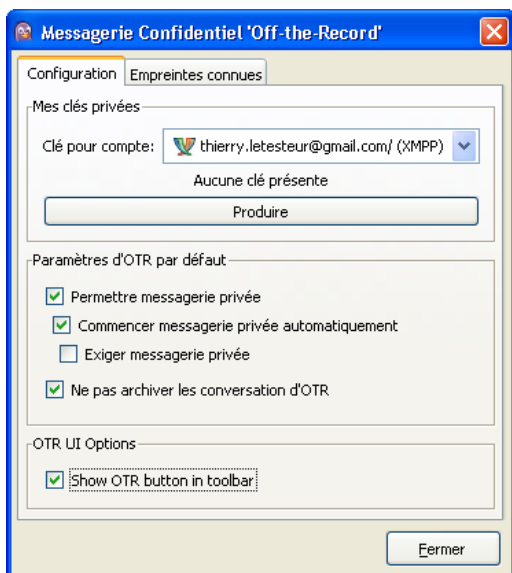 Messagerie Confidentiel 'Off-the-Record'
Configuration Empreintes connues
Mes clés privées
Clé pour compte: thierry.letesteur@gmail.com/ (XMPP)
Aucune clé présente
Produire
Paramètres d'OTR par défaut
Permettre messagerie privée
Commencer messagerie privée automatiquement
Exiger messagerie privée
Ne pas archiver les conversation d'OTR
OTR UI Options
Show OTR button in toolbar
Fermer